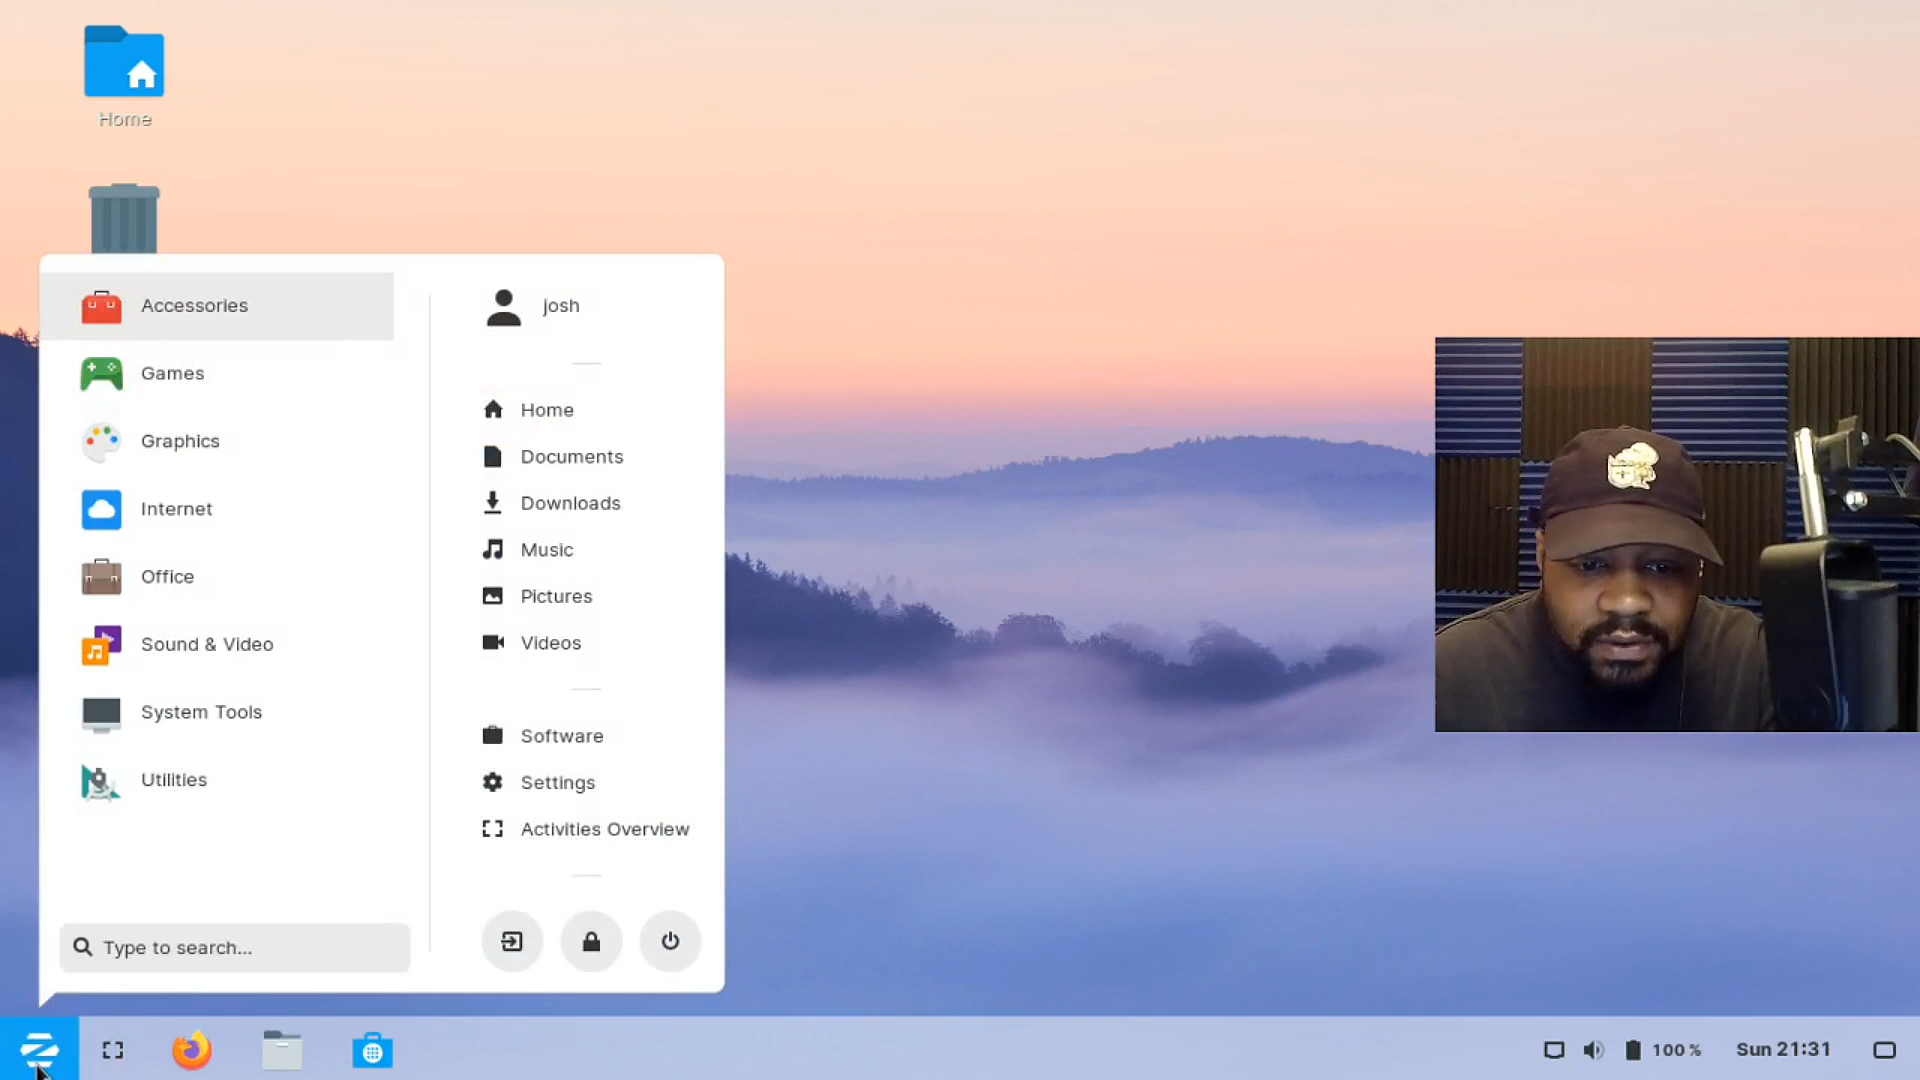 Home
Accessories
Games
Graphics
Internet
Office
Sound & Video
System Tools
Utilities
Type to search...
josh
Home
Documents
Downloads
Music
Pictures
Videos
Software
Settings
Activities Overview
100 %
Sun 21:31